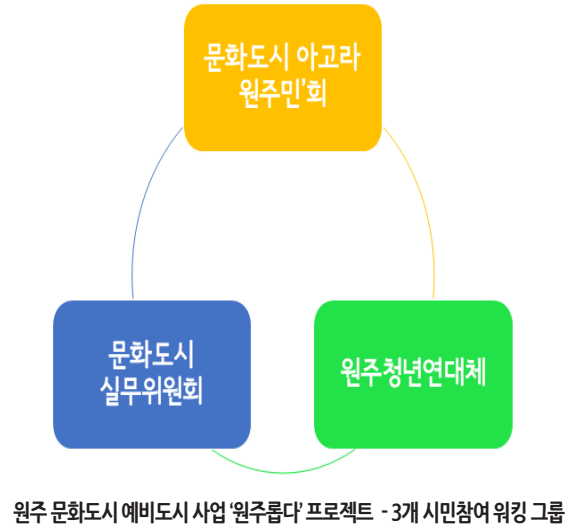 문화도시 아고라
원주민’회
문화도시
실무위원회
원주청년연대체
원주 문화도시 예비도시 사업 ‘원주롭다’ 프로젝트 - 3개 시민참여 워킹 그룹